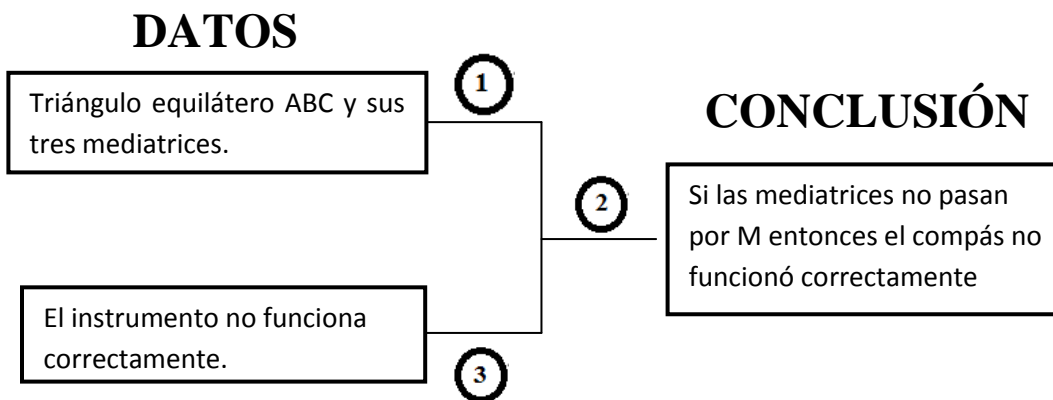 DATOS
Triángulo equilátero ABC y sus
tres mediatrices.
1
CONCLUSIÓN
2
Si las mediatrices no pasan
por M entonces el compás no
funcionó correctamente
El instrumento no funciona
correctamente.
3